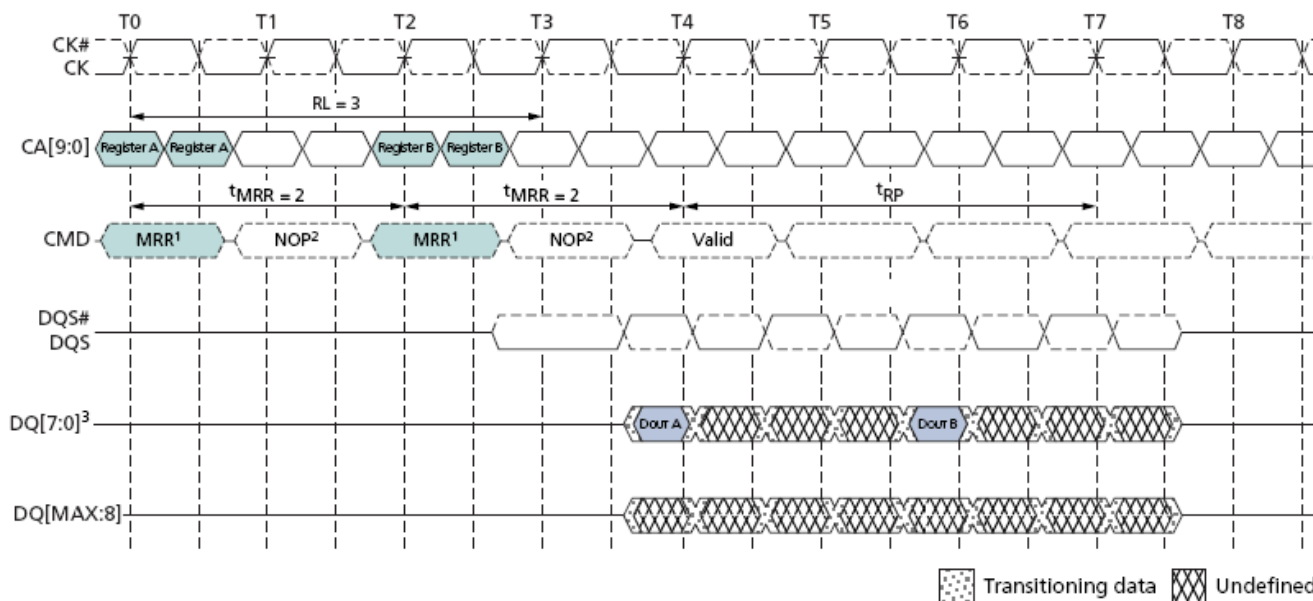 T0 T1 T2 T3 T4 T5 T6 T7 T8
CK#
CK
RL = 3
CA[9:0] Register A Register A Register B Register B
tMRR = 2 tMRR = 2 tRP
CMD MRR1 NOP2 MRR1 NOP2 Valid
DQS#
DQS
DQ[7:0]3 DOUT A DOUT B
DQ[MAX:8]
Transitioning data Undefined